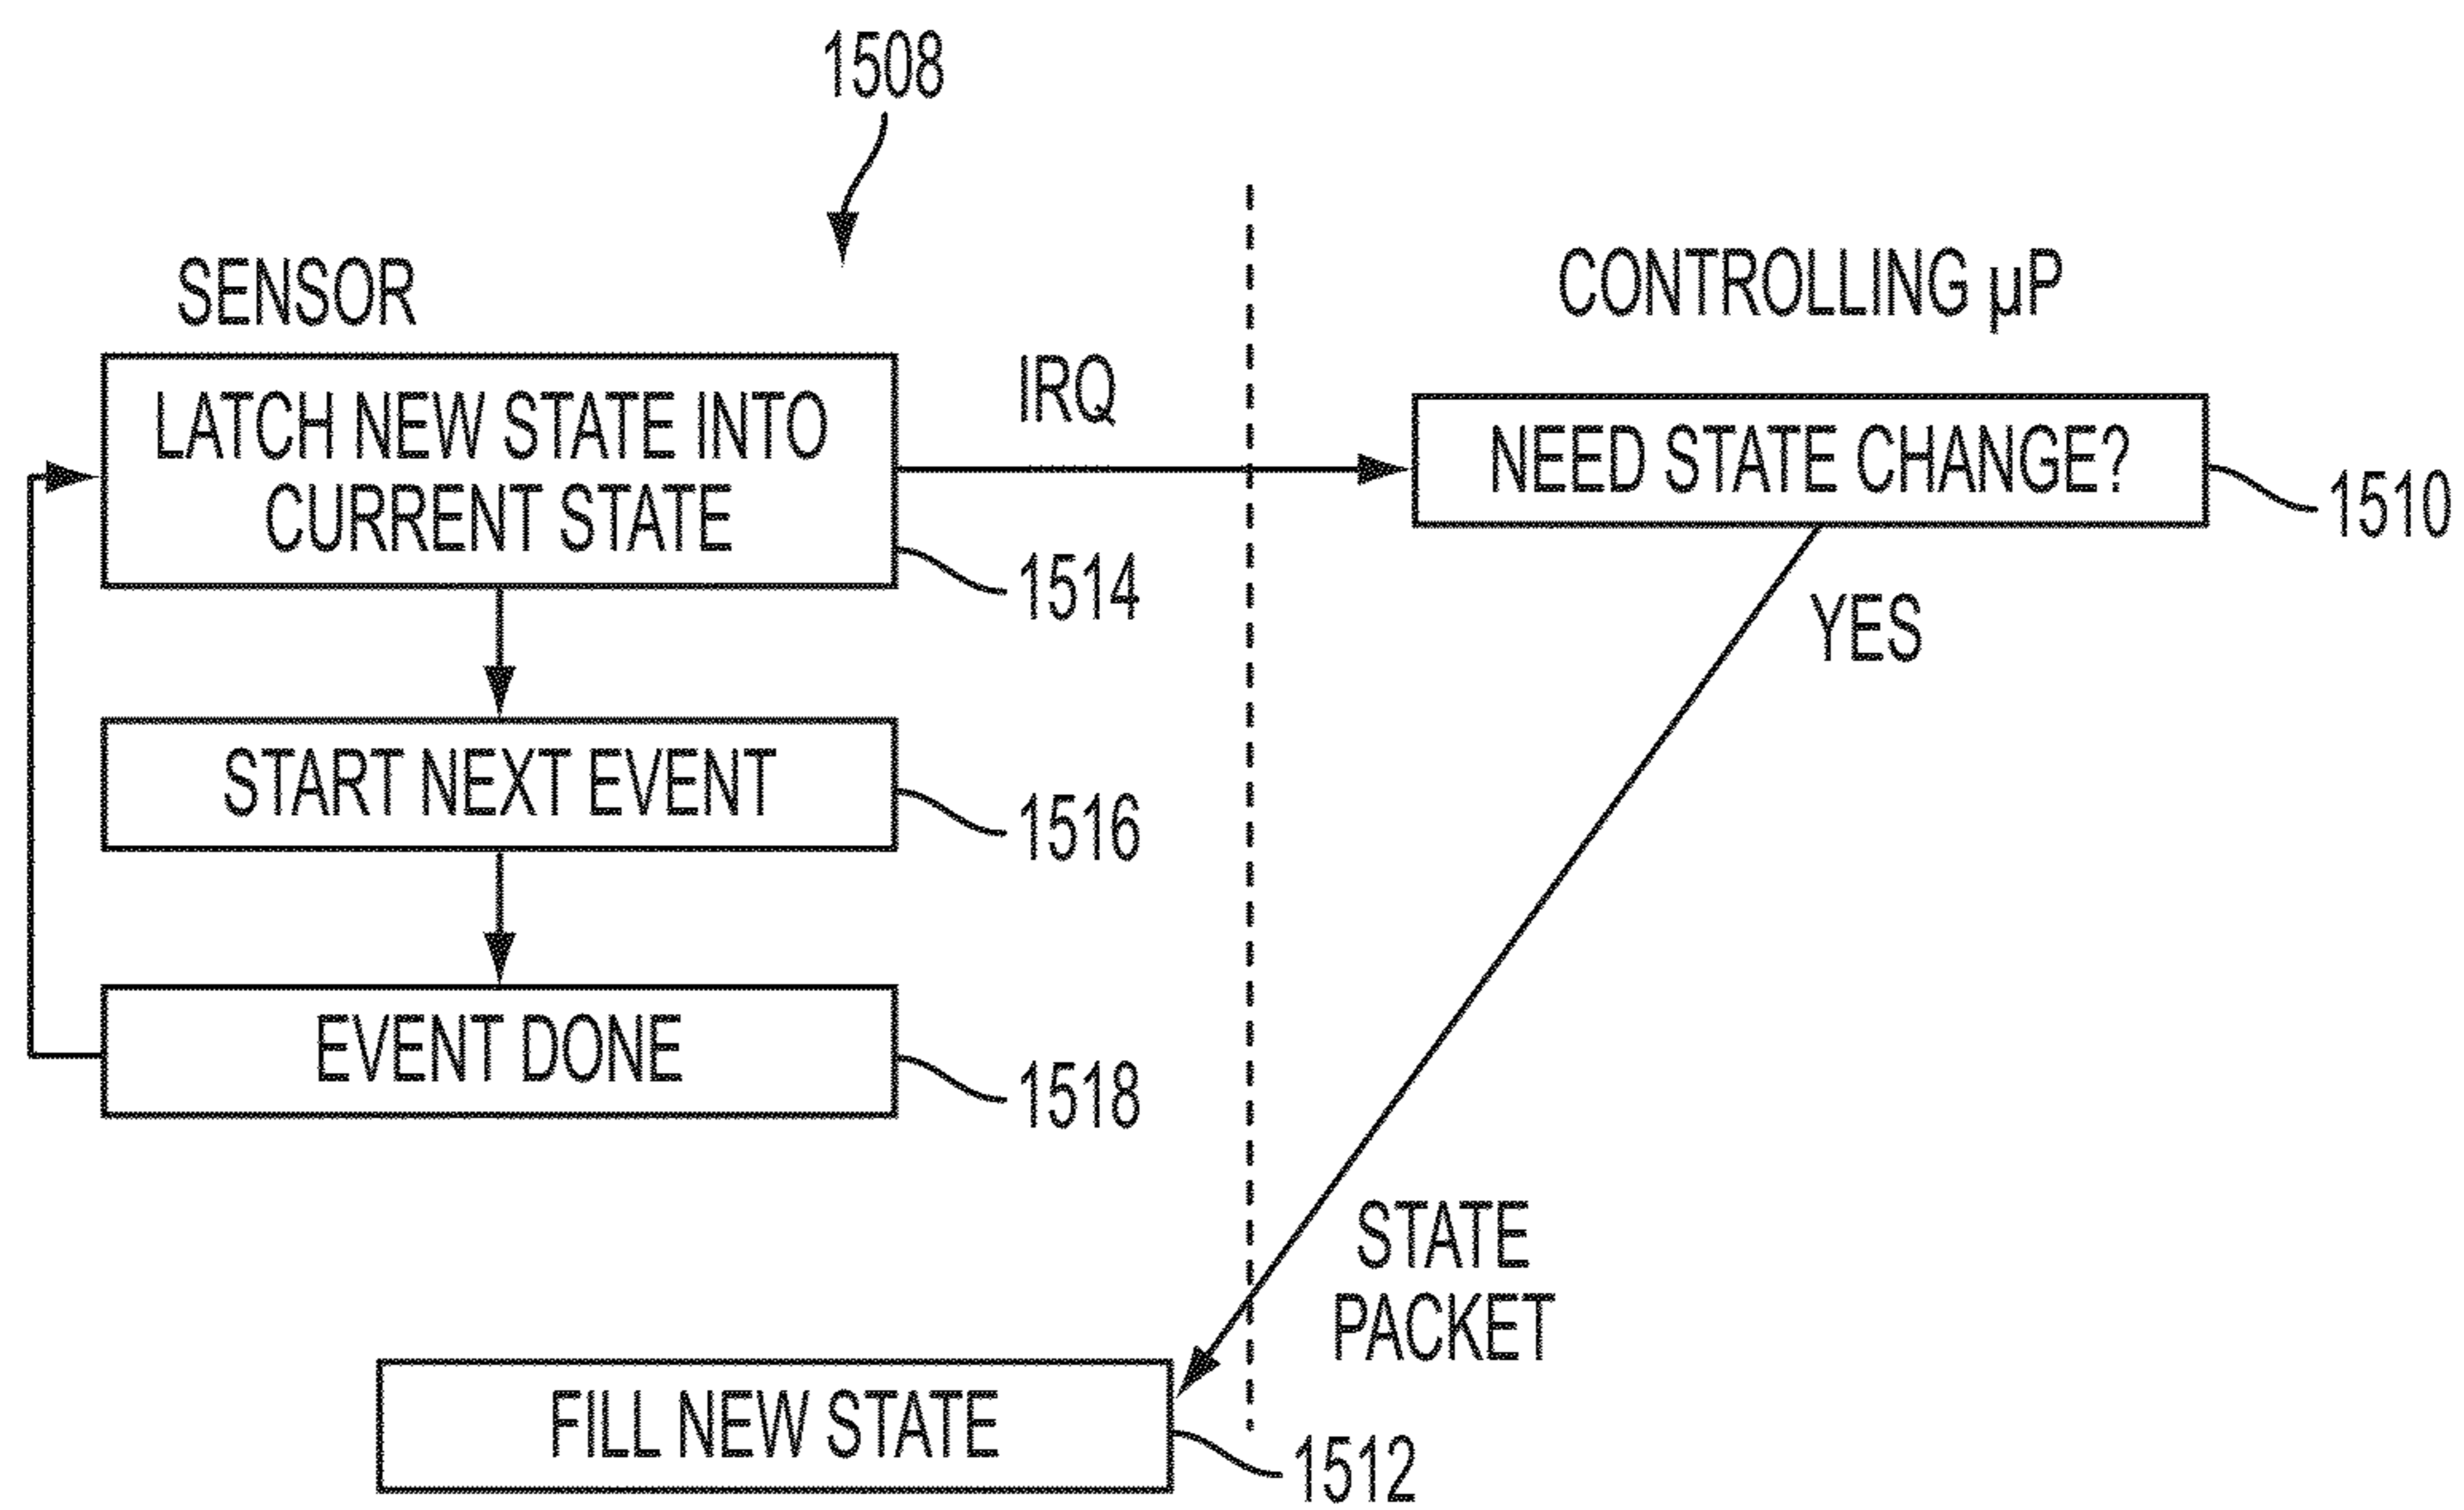 1508
SENSOR
CONTROLLING µP
LATCH NEW STATE INTO
CURRENT STATE
IRQ
NEED STATE CHANGE?
1510
1514
YES
START NEXT EVENT
1516
EVENT DONE
1518
STATE
PACKET
FILL NEW STATE
1512